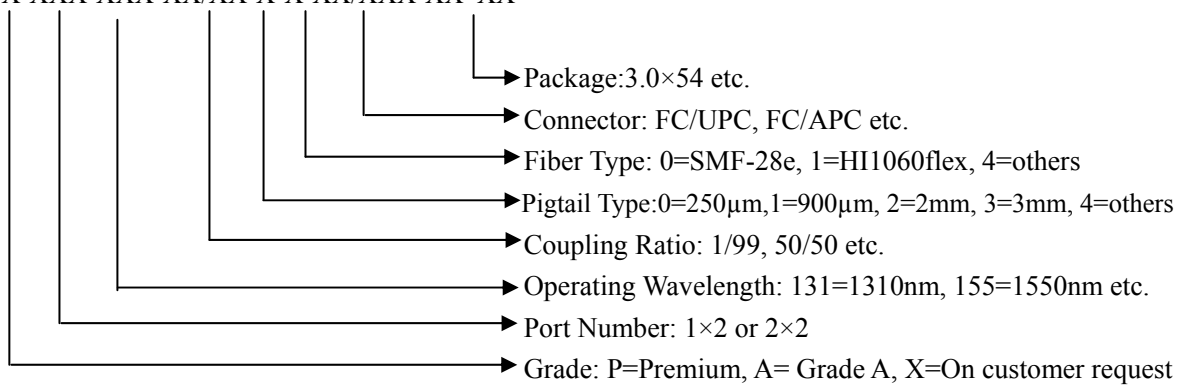 Package:3.0×54 etc.
Connector: FC/UPC, FC/APC etc.
Fiber Type: 0=SMF-28e, 1=HI1060flex, 4=others
Pigtail Type:0=250µm,1=900µm, 2=2mm, 3=3mm, 4=others
Coupling Ratio: 1/99, 50/50 etc.
Operating Wavelength: 131=1310nm, 155=1550nm etc.
Port Number: 1×2 or 2×2
Grade: P=Premium, A= Grade A, X=On customer request